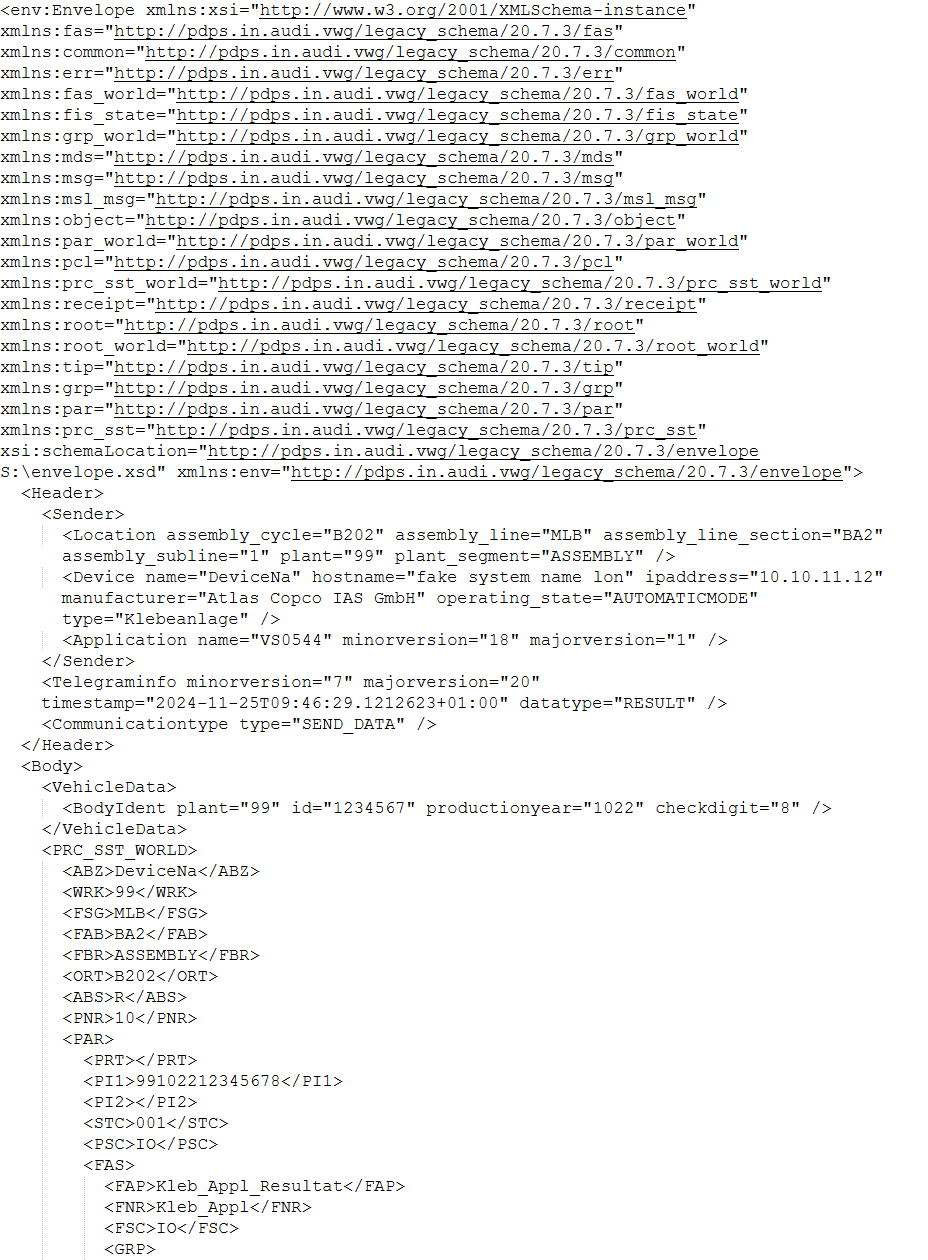 <env:Envelope xmlns:xsi="http://www.w3.org/2001/XMLSchema-instance"
xmlns:fas="http://pdps.in.audi.vwg/legacy_schema/20.7.3/fas"
xmlns:common="http://pdps.in.audi.vwg/legacy_schema/20.7.3/common"
xmlns:err="http://pdps.in.audi.vwg/legacy_schema/20.7.3/err"
xmlns:fas_world="http://pdps.in.audi.vwg/legacy_schema/20.7.3/fas_world"
xmlns:fis_state="http://pdps.in.audi.vwg/legacy_schema/20.7.3/fis_state"
xmlns:grp_world="http://pdps.in.audi.vwg/legacy_schema/20.7.3/grp_world"
xmlns:mds="http://pdps.in.audi.vwg/legacy_schema/20.7.3/mds"
xmlns:msg="http://pdps.in.audi.vwg/legacy_schema/20.7.3/msg"
xmlns:msl_msg="http://pdps.in.audi.vwg/legacy_schema/20.7.3/msl_msg"
xmlns:object="http://pdps.in.audi.vwg/legacy_schema/20.7.3/object"
xmlns:par_world="http://pdps.in.audi.vwg/legacy_schema/20.7.3/par_world"
xmlns:pcl="http://pdps.in.audi.vwg/legacy_schema/20.7.3/pcl"
xmlns:prc_sst_world="http://pdps.in.audi.vwg/legacy_schema/20.7.3/prc_sst_world"
xmlns:receipt="http://pdps.in.audi.vwg/legacy_schema/20.7.3/receipt"
xmlns:root="http://pdps.in.audi.vwg/legacy_schema/20.7.3/root"
xmlns:root_world="http://pdps.in.audi.vwg/legacy_schema/20.7.3/root_world"
xmlns:tip="http://pdps.in.audi.vwg/legacy_schema/20.7.3/tip"
xmlns:grp="http://pdps.in.audi.vwg/legacy_schema/20.7.3/grp"
xmlns:par="http://pdps.in.audi.vwg/legacy_schema/20.7.3/par"
xmlns:prc_sst="http://pdps.in.audi.vwg/legacy_schema/20.7.3/prc_sst"
xsi:schemaLocation="http://pdps.in.audi.vwg/legacy_schema/20.7.3/envelope
S:\envelope.xsd" xmlns:env="http://pdps.in.audi.vwg/legacy_schema/20.7.3/envelope">
<Header>
<Sender>
<Location assembly_cycle="B202" assembly_line="MLB" assembly_line_section="BA2"
assembly_subline="1" plant="99" plant_segment="ASSEMBLY" />
<Device name="DeviceNa" hostname="fake system name lon" ipaddress="10.10.11.12"
manufacturer="Atlas Copco IAS GmbH" operating_state="AUTOMATICMODE"
type="Klebeanlage" />
<Application name="VS0544" minorversion="18" majorversion="1" />
</Sender>
<Telegraminfo minorversion="7" majorversion="20"
timestamp="2024-11-25T09:46:29.1212623+01:00" datatype="RESULT" />
<Communicationtype type="SEND_DATA" />
</Header>
<Body>
<VehicleData>
<BodyIdent plant="99" id="1234567" productionyear="1022" checkdigit="8" />
</VehicleData>
<PRC_SST_WORLD>
<ABZ>DeviceNa</ABZ>
<WRK>99</WRK>
<FSG>MLB</FSG>
<FAB>BA2</FAB>
<FBR>ASSEMBLY</FBR>
<ORT>B202</ORT>
<ABS>R</ABS>
<PNR>10</PNR>
<PAR>
<PRT></PRT>
<PI1>99102212345678</PI1>
<PI2></PI2>
<STC>001</STC>
<PSC>IO</PSC>
<FAS>
<FAP>Kleb_Appl_Resultat</FAP>
<FNR>Kleb_Appl</FNR>
<FSC>IO</FSC>
<GRP>